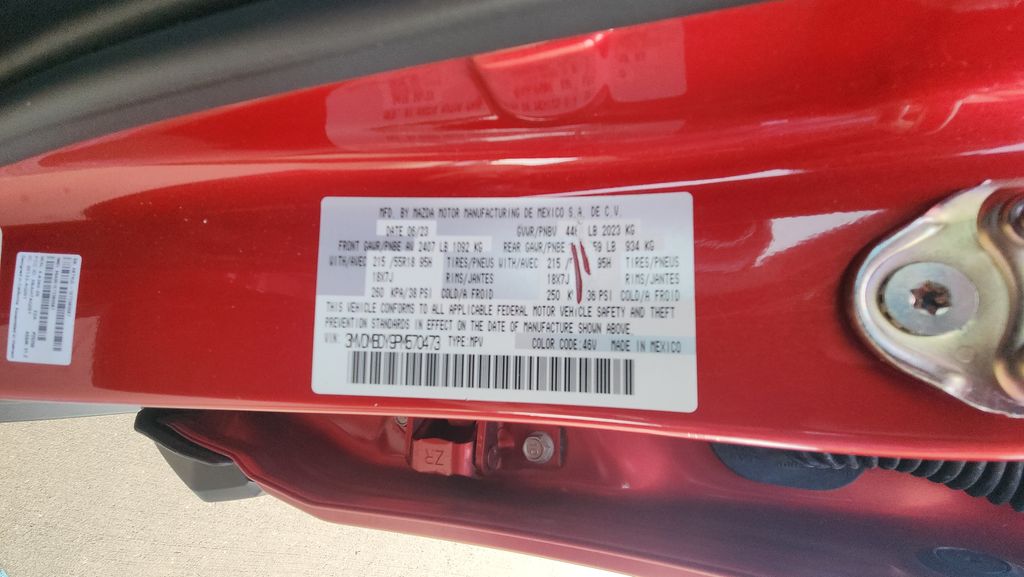 MFD. BY MAZDA MOTOR MANUFACTURING DE MEXICO S.A. DE C.V.
DATE 06/23 GVWR/PNBV 44 LB 2023 KG
FRONT GAWR/PNBE AV 2407 LB 1092 KG REAR GAWR/PNBE 59 LB 934 KG
WITH/AVEC 215 /55R18 95H TIRES/PNEUS WITH/AVEC 215 / 95H TIRES/PNEUS
18X7J RIMS/JANTES 18X7J RIMS/JANTES
260 KPA/38 PSI COLD/A FROID 250 K 36 PSI COLD/A FROID
THIS VEHICLE CONFORMS TO ALL APPLICABLE FEDERAL MOTOR VEHICLE SAFETY AND THEFT
PREVENTION STANDARDS IN EFFECT ON THE DATE OF MANUFACTURE SHOWN ABOVE.
VIN: 3MVDMBDY9PM570473 TYPE:MPV COLOR CODE:46V MADE IN MEXICO
ZR